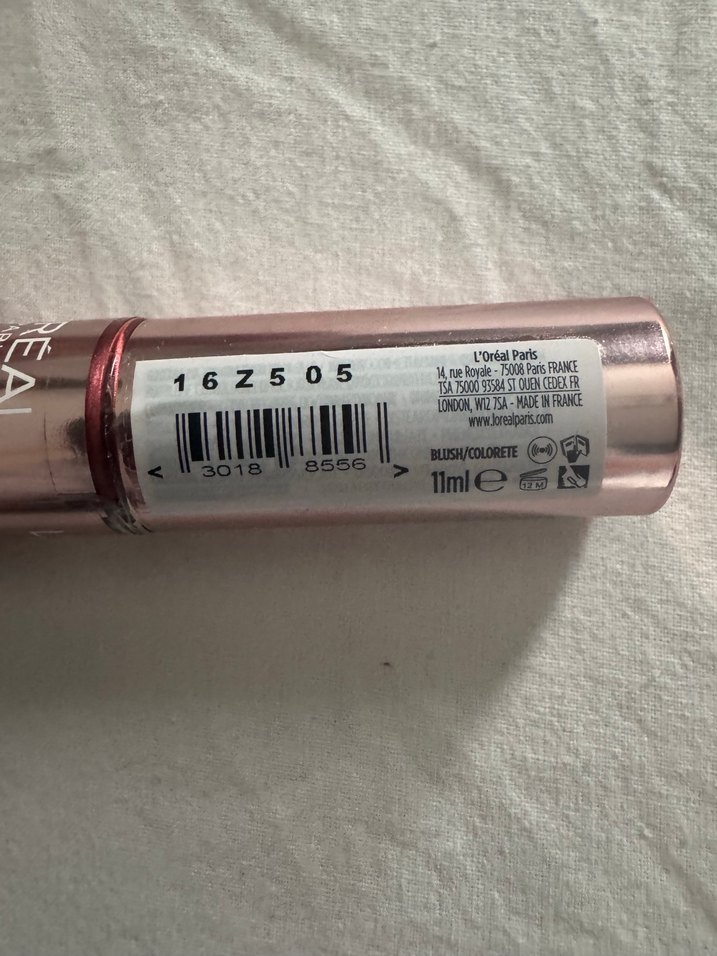 RÉAL
16Z505
< 3018 8556 >
L'Oréal Paris
14, rue Royale - 75008 Paris FRANCE
TSA 75000 93584 ST OUEN CEDEX FR
LONDON, W12 7SA - MADE IN FRANCE
www.lorealparis.com
BLUSH/COLORETE
11ml e
12 M